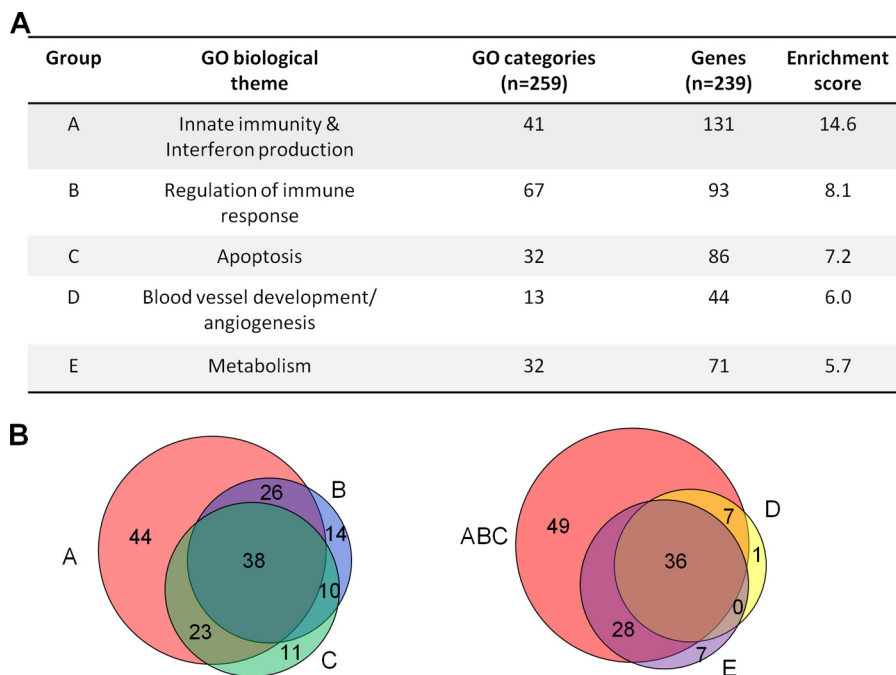 A
Group GO biological theme GO categories (n=259) Genes (n=239) Enrichment score
A Innate immunity & Interferon production 41 131 14.6
B Regulation of immune response 67 93 8.1
C Apoptosis 32 86 7.2
D Blood vessel development/ angiogenesis 13 44 6.0
E Metabolism 32 71 5.7
B
A 44 26 B 14 38 10 23 11 C
ABC 49 7 D 1 36 0 28 7 E